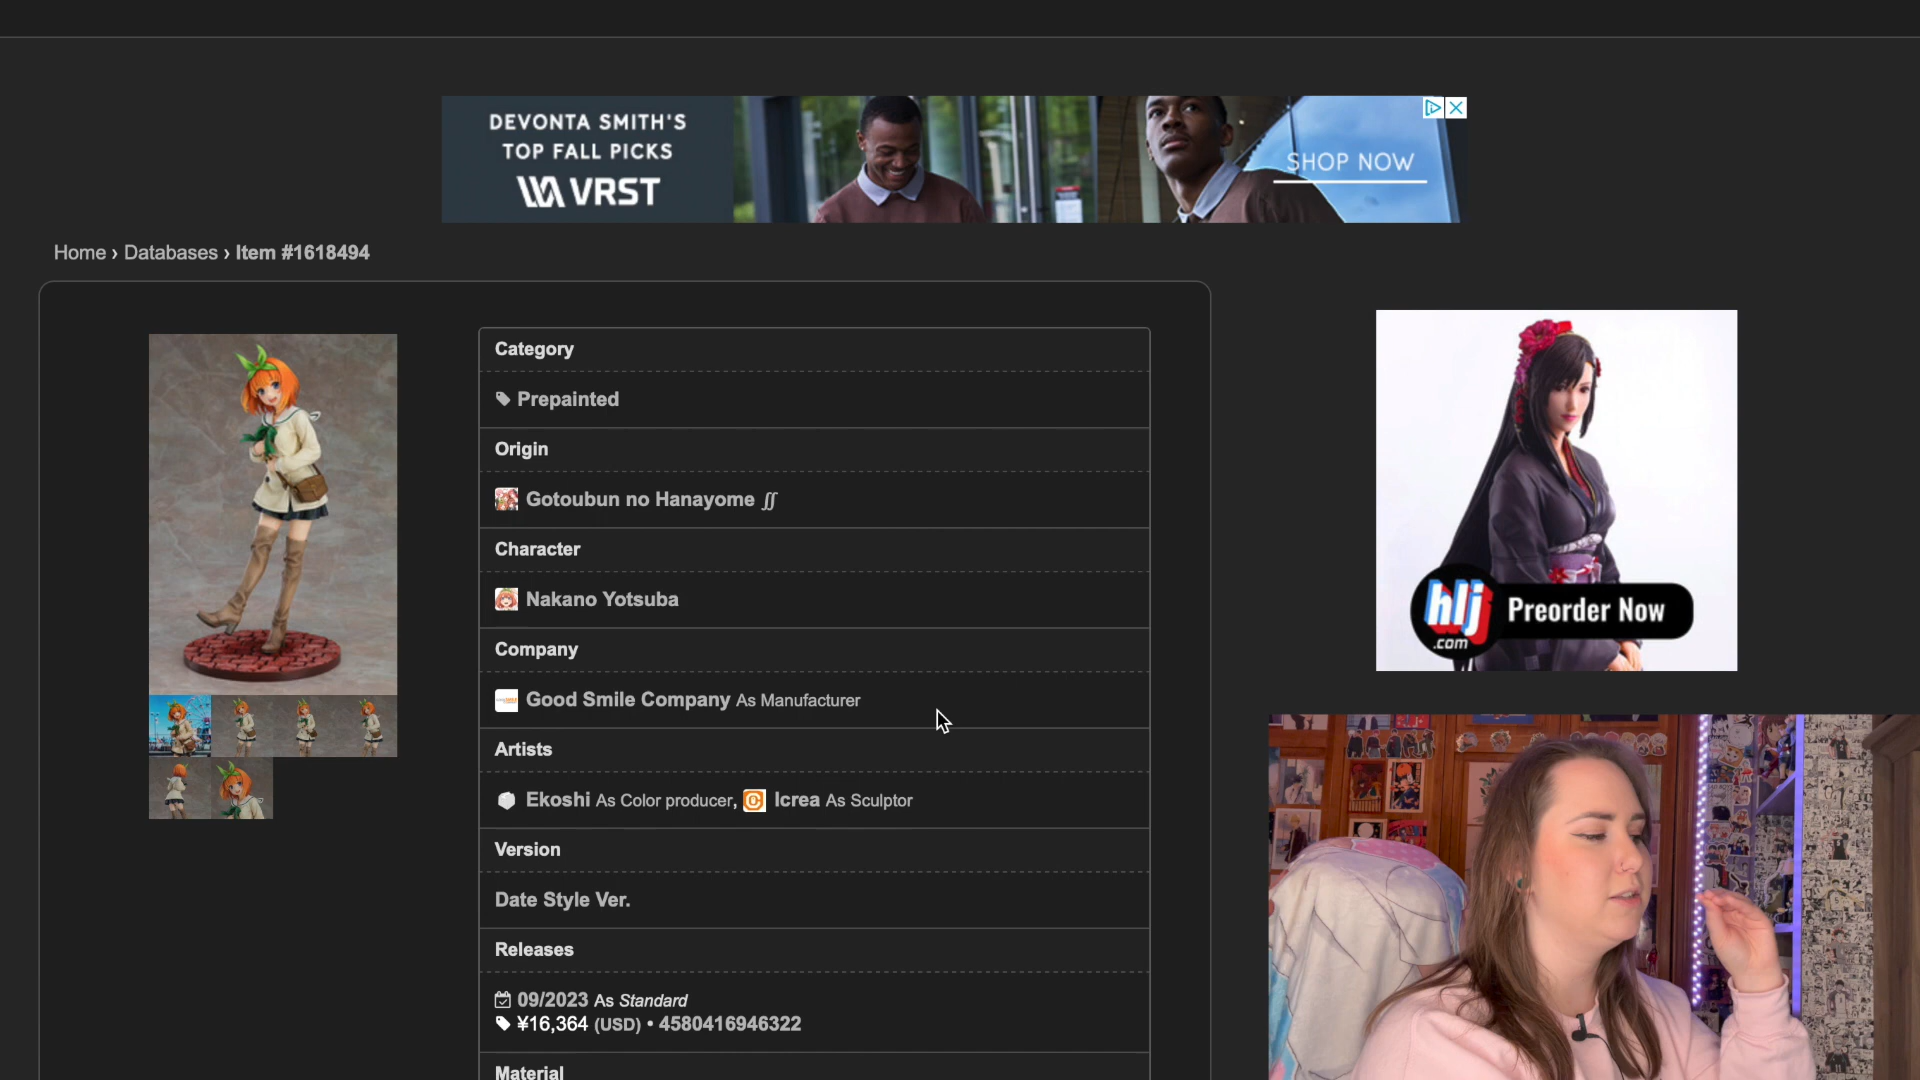 DEVONTA SMITH'S
TOP FALL PICKS
VRST
SHOP NOW
Home › Databases › Item #1618494
Category
Prepainted
Origin
Gotoubun no Hanayome ∬
Character
Nakano Yotsuba
Company
Good Smile Company As Manufacturer
Artists
Ekoshi As Color producer, Icrea As Sculptor
Version
Date Style Ver.
Releases
09/2023 As Standard
¥16,364 (USD) • 4580416946322
Material
hlj
.com
Preorder Now